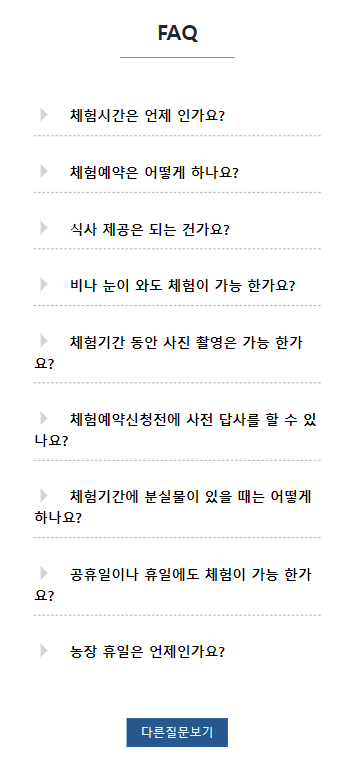 FAQ
체험시간은 언제 인가요?
체험예약은 어떻게 하나요?
식사 제공은 되는 건가요?
비나 눈이 와도 체험이 가능 한가요?
체험기간 동안 사진 촬영은 가능 한가
요?
체험예약신청전에 사전 답사를 할 수 있
나요?
체험기간에 분실물이 있을 때는 어떻게
하나요?
공휴일이나 휴일에도 체험이 가능 한가
요?
농장 휴일은 언제인가요?
다른질문보기